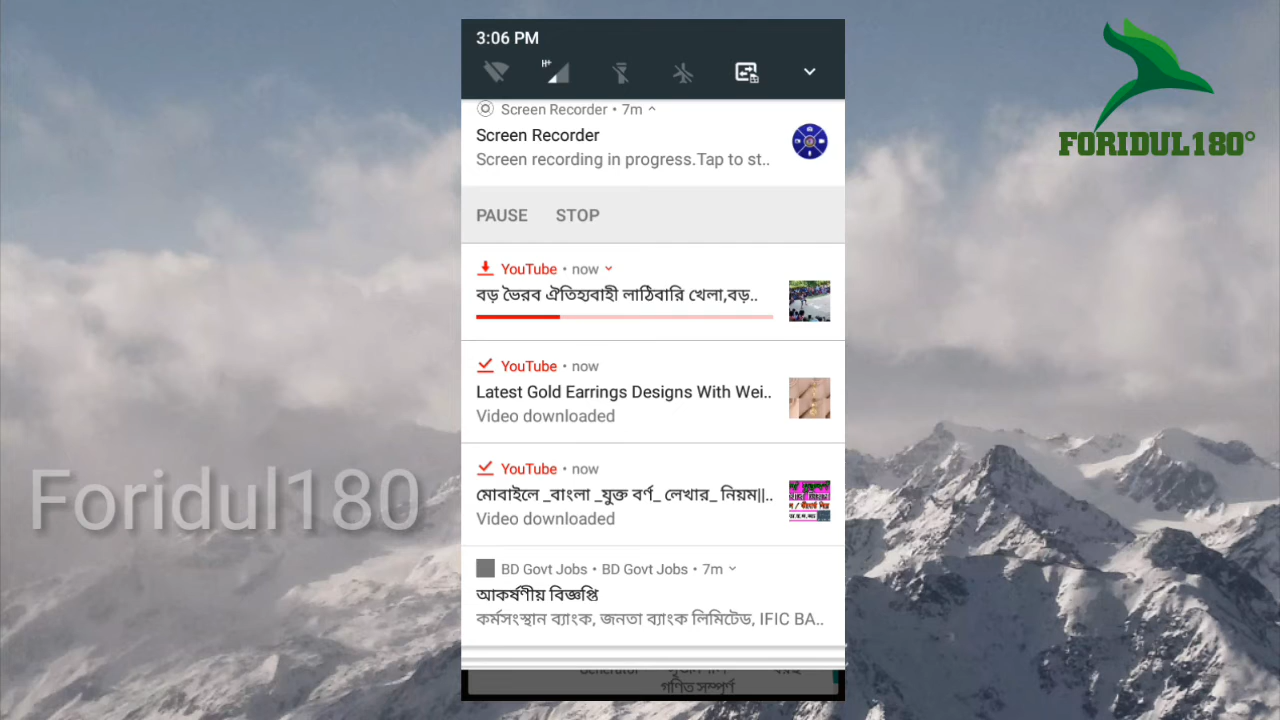 3:06 PM
H+
Screen Recorder • 7m
Screen Recorder
Screen recording in progress.Tap to st..
PAUSE STOP
YouTube • now
বড় ভৈরব ঐতিহ্যবাহী লাঠিবারি খেলা,বড়..
YouTube • now
Latest Gold Earrings Designs With Wei..
Video downloaded
YouTube • now
মোবাইলে _বাংলা _যুক্ত বর্ণ_ লেখার_ নিয়ম||..
Video downloaded
BD Govt Jobs • BD Govt Jobs • 7m
আকর্ষণীয় বিজ্ঞপ্তি
কর্মসংস্থান ব্যাংক, জনতা ব্যাংক লিমিটেড, IFIC BA..
গণিত সম্পূর্ণ
FORIDUL180°
Foridul180